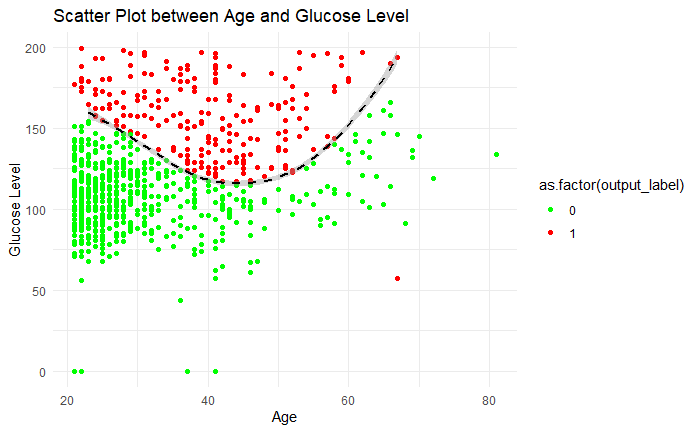 Scatter Plot between Age and Glucose Level
200
150
100
50
0
Glucose Level
20
40
60
80
Age
as.factor(output_label)
0
1